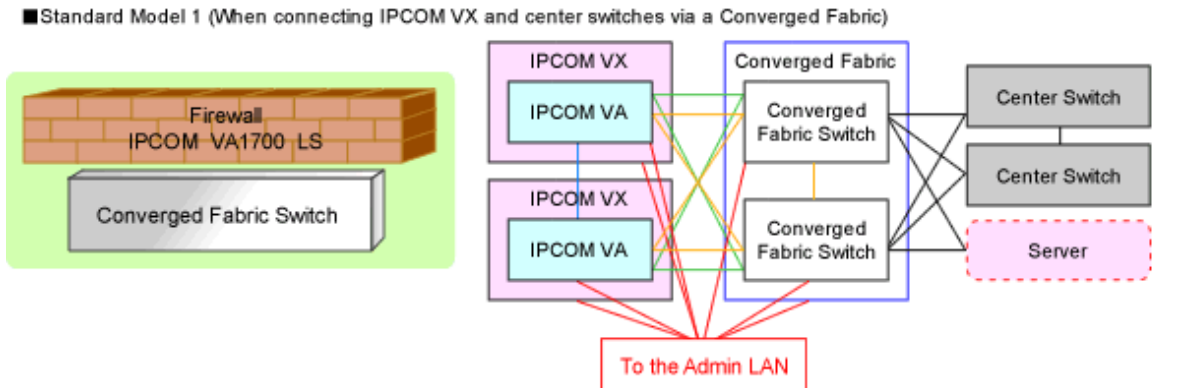 ■Standard Model 1 (When connecting IPCOM VX and center switches via a Converged Fabric)
Firewall
IPCOM VA1700 LS
Converged Fabric Switch
IPCOM VX
IPCOM VA
IPCOM VX
IPCOM VA
Converged Fabric
Converged
Fabric Switch
Converged
Fabric Switch
Center Switch
Center Switch
Server
To the Admin LAN